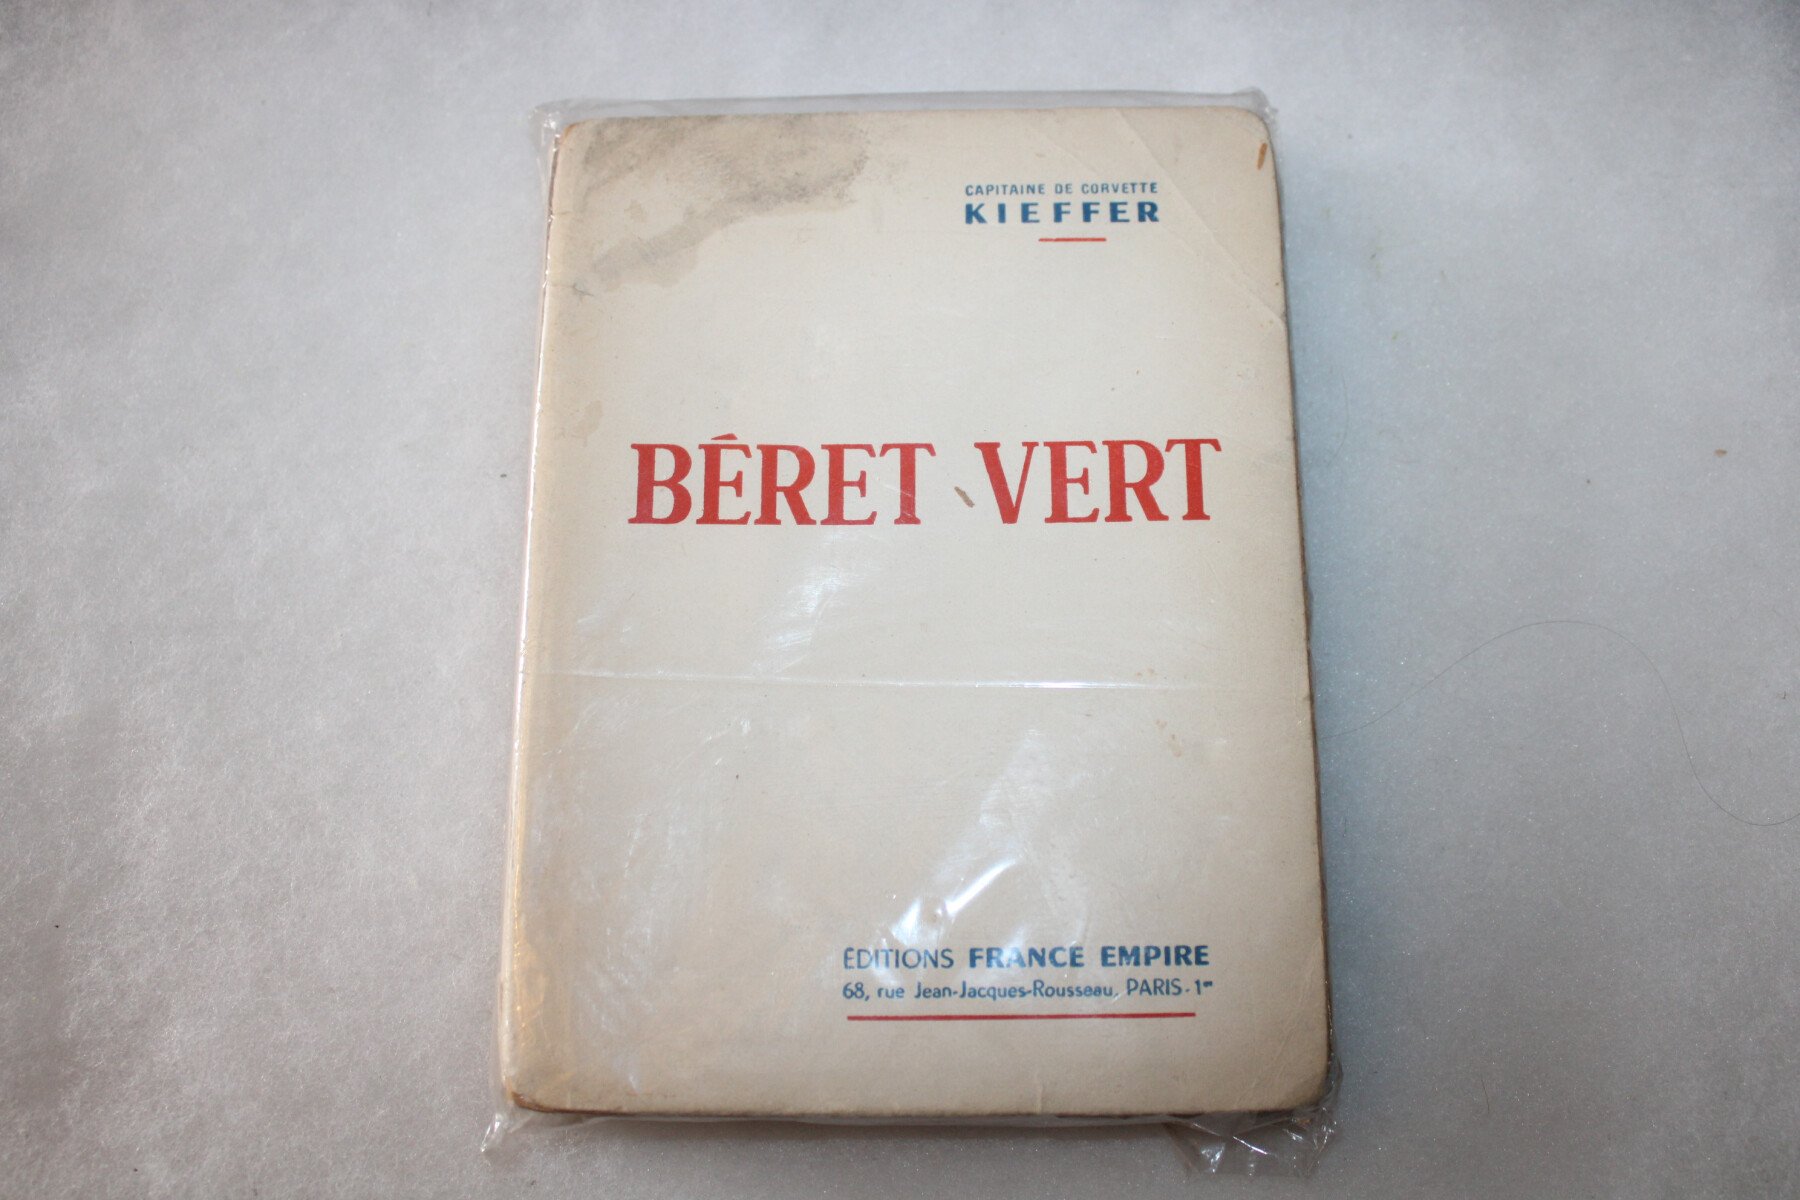 CAPITAINE DE CORVETTE
KIEFFER
BÉRET VERT
ÉDITIONS FRANCE EMPIRE
68, rue Jean-Jacques-Rousseau, PARIS-1er